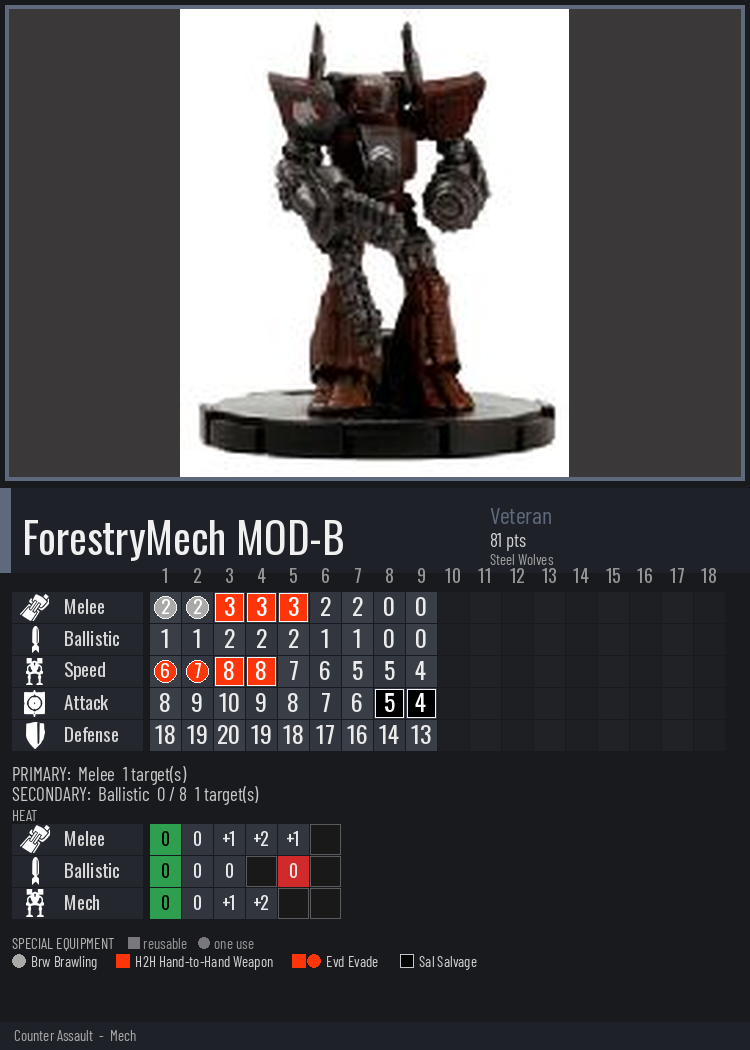 ForestryMech MOD-B
Veteran
81 pts
Steel Wolves
1 2 3 4 5 6 7 8 9 10 11 12 13 14 15 16 17 18
Melee 2 2 3 3 3 2 2 0 0
Ballistic 1 1 2 2 2 1 1 0 0
Speed 6 7 8 8 7 6 5 5 4
Attack 8 9 10 9 8 7 6 5 4
Defense 18 19 20 19 18 17 16 14 13
PRIMARY: Melee 1 target(s)
SECONDARY: Ballistic 0 / 8 1 target(s)
HEAT
Melee 0 0 +1 +2 +1
Ballistic 0 0 0 0
Mech 0 0 +1 +2
SPECIAL EQUIPMENT reusable one use
Brw Brawling H2H Hand-to-Hand Weapon Evd Evade Sal Salvage
Counter Assault - Mech